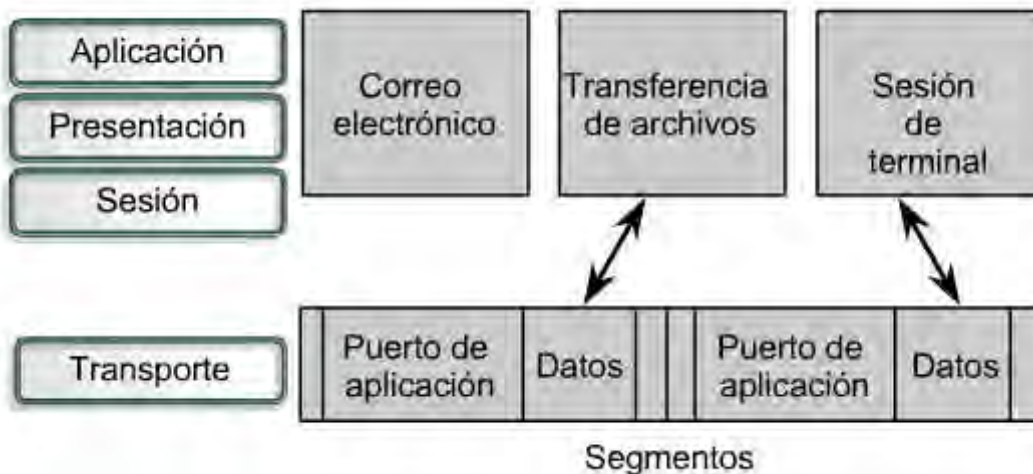 Aplicación
Presentación
Sesión
Correo
electrónico
Transferencia
de archivos
Sesión
de
terminal
Transporte
Puerto de
aplicación
Datos
Puerto de
aplicación
Datos
Segmentos